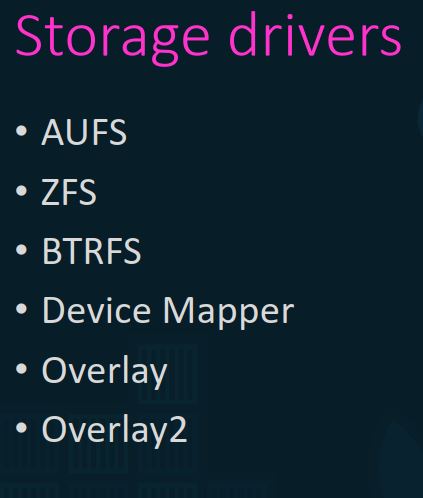 Storage drivers
• AUFS
• ZFS
• BTRFS
• Device Mapper
• Overlay
• Overlay2